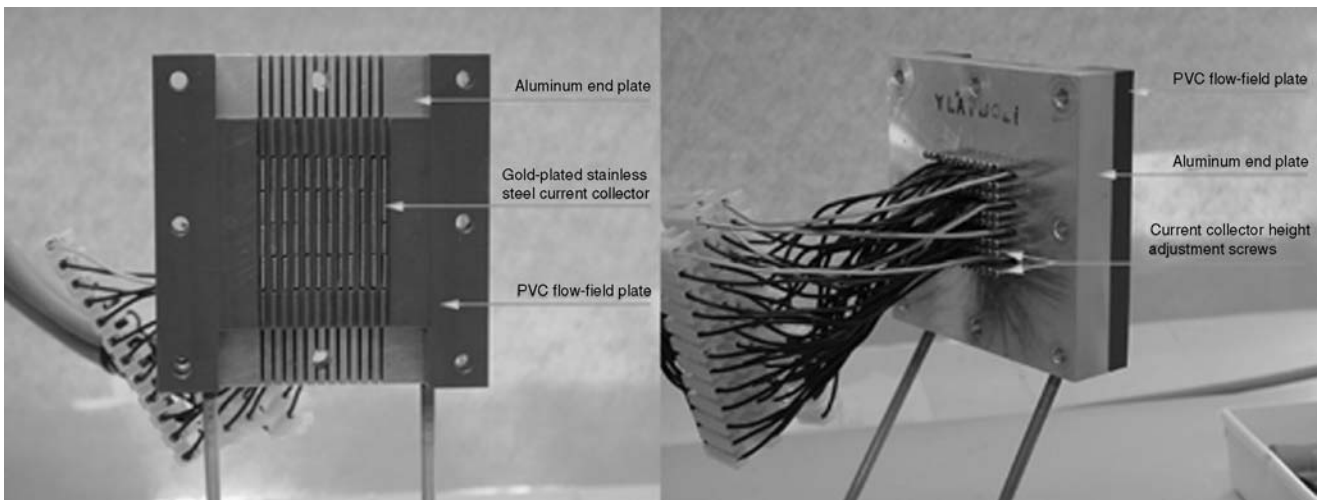 Aluminum end plate
Gold-plated stainless
steel current collector
PVC flow-field plate
PVC flow-field plate
YLÄPUOLI
Aluminum end plate
Current collector height
adjustment screws